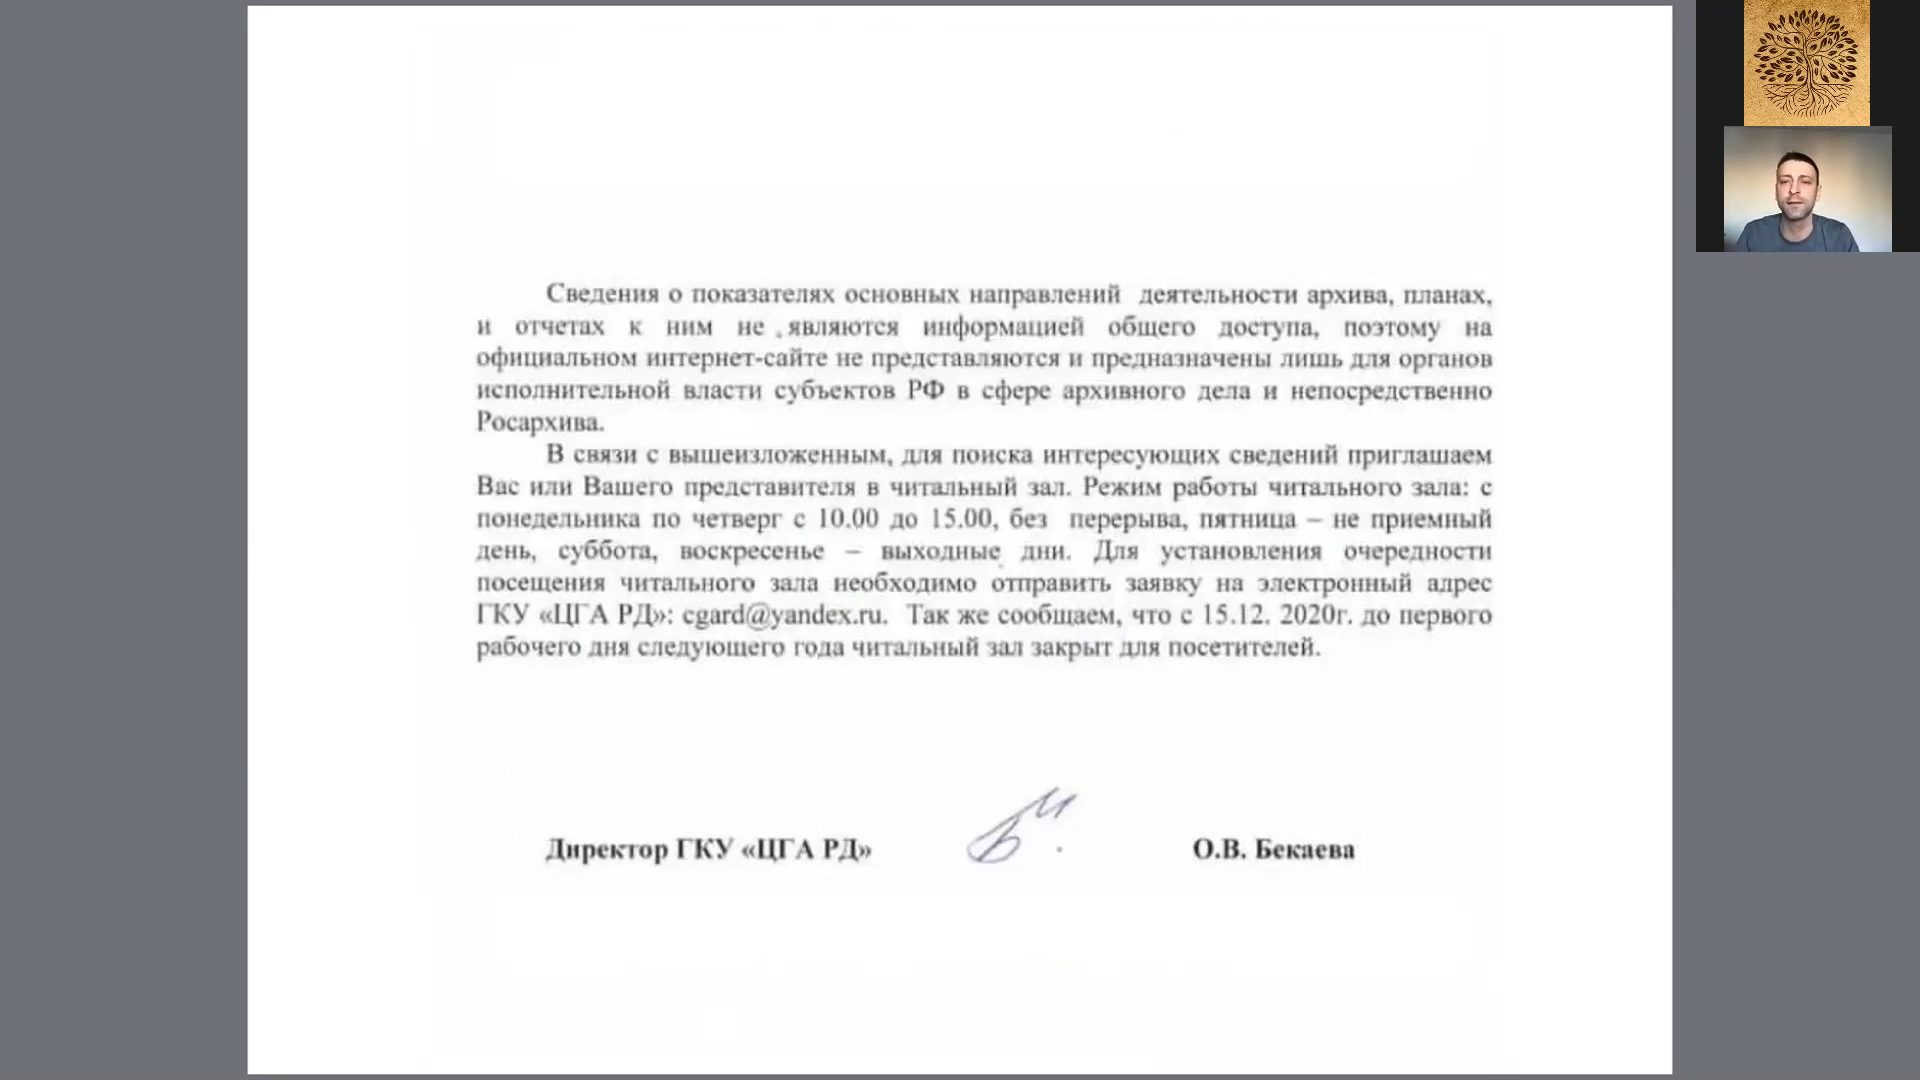 Сведения о показателях основных направлений деятельности архива, планах,
и отчетах к ним не являются информацией общего доступа, поэтому на
официальном интернет-сайте не представляются и предназначены лишь для органов
исполнительной власти субъектов РФ в сфере архивного дела и непосредственно
Росархива.
В связи с вышеизложенным, для поиска интересующих сведений приглашаем
Вас или Вашего представителя в читальный зал. Режим работы читального зала: с
понедельника по четверг с 10.00 до 15.00, без перерыва, пятница – не приемный
день, суббота, воскресенье – выходные дни. Для установления очередности
посещения читального зала необходимо отправить заявку на электронный адрес
ГКУ «ЦГА РД»: cgard@yandex.ru. Так же сообщаем, что с 15.12. 2020г. до первого
рабочего дня следующего года читальный зал закрыт для посетителей.
Директор ГКУ «ЦГА РД» О.В. Бекаева